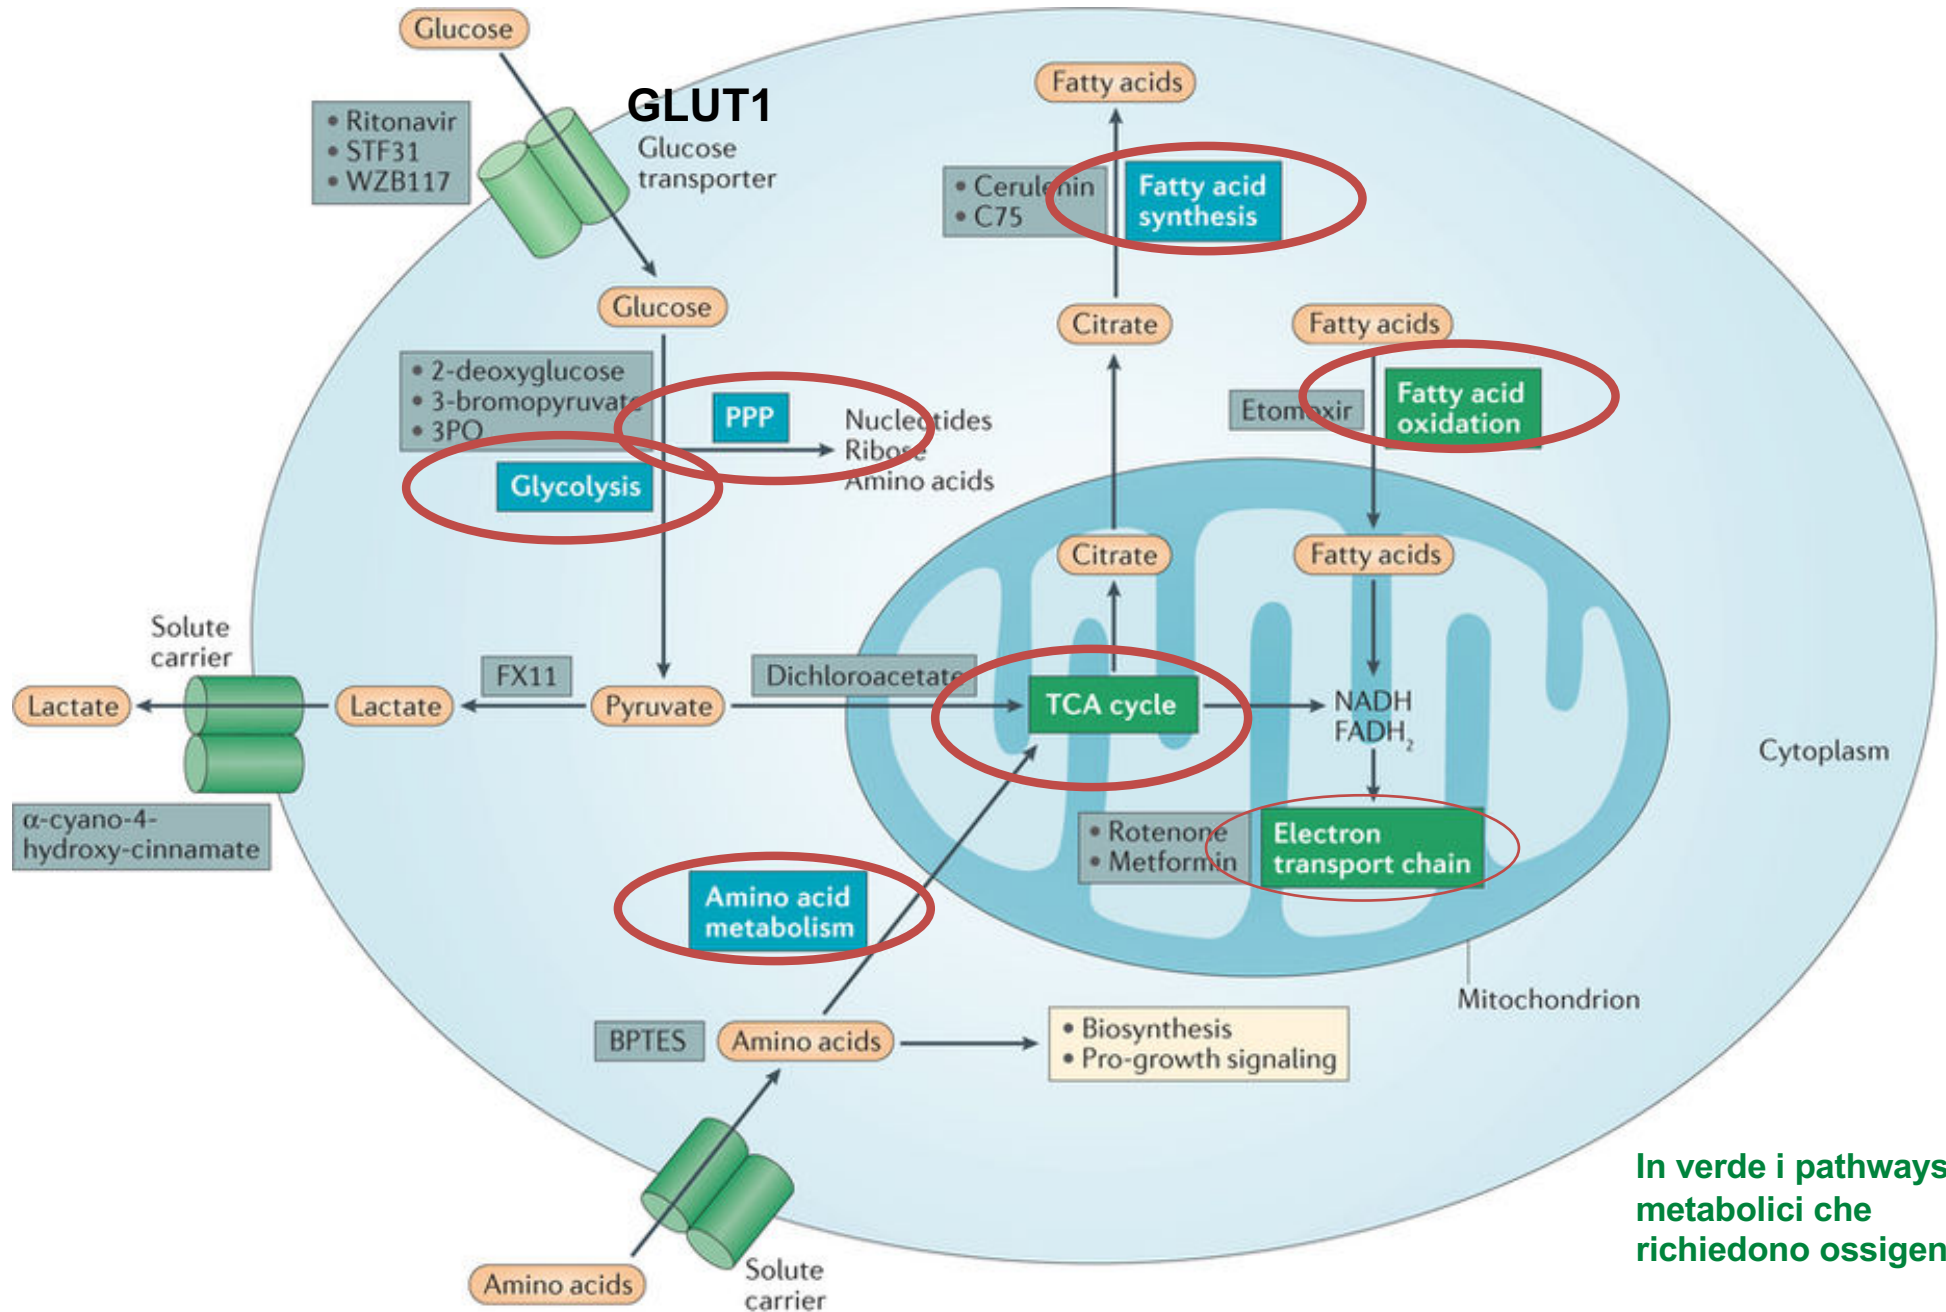 Glucose
GLUT1
Glucose
transporter
• Ritonavir
• STF31
• WZB117
Fatty acids
• Cerulenin
• C75
Fatty acid
synthesis
Glucose
Citrate
Fatty acids
• 2-deoxyglucose
• 3-bromopyruvate
• 3PO
PPP
Nucleotides
Ribose
Amino acids
Etomoxir
Fatty acid
oxidation
Glycolysis
Citrate
Fatty acids
Solute
carrier
FX11
Dichloroacetate
Lactate
Lactate
Pyruvate
TCA cycle
NADH
FADH₂
Cytoplasm
α-cyano-4-
hydroxy-cinnamate
• Rotenone
• Metformin
Electron
transport chain
Amino acid
metabolism
Mitochondrion
BPTES
Amino acids
• Biosynthesis
• Pro-growth signaling
In verde i pathways
metabolici che
richiedono ossigen
Amino acids
Solute
carrier